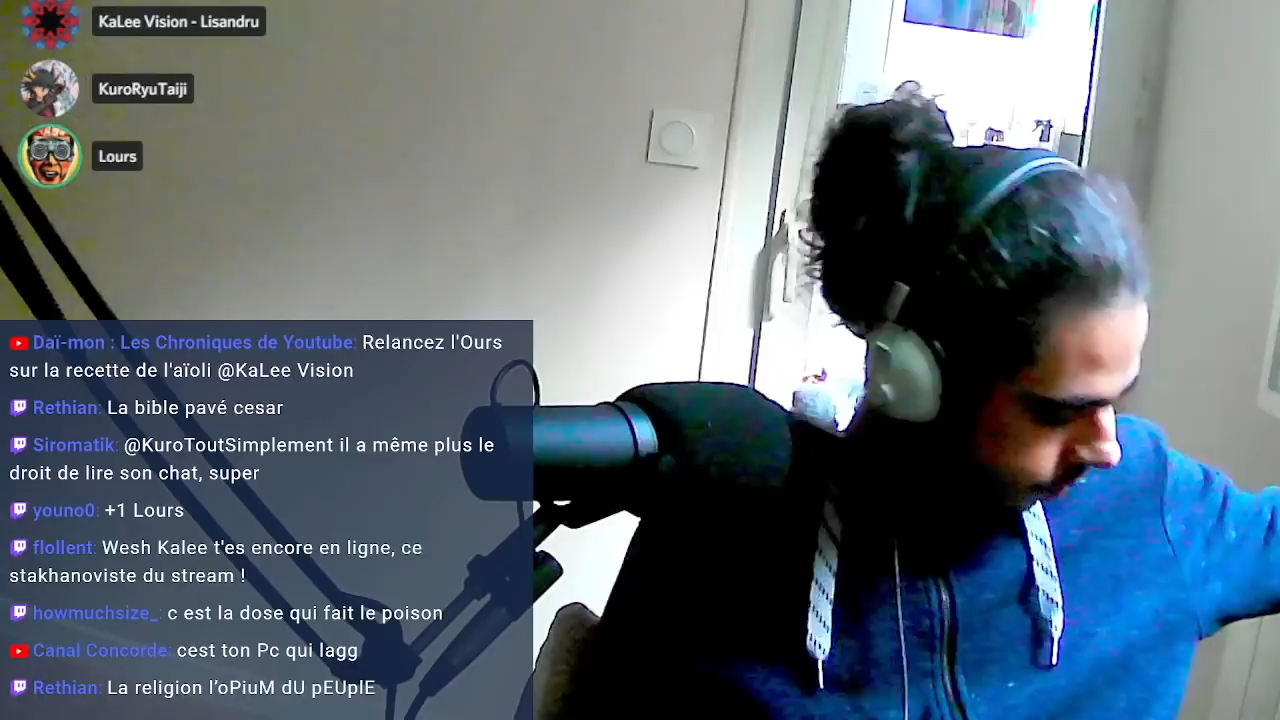 KaLee Vision - Lisandru
KuroRyuTaiji
Lours
Daï-mon : Les Chroniques de Youtube: Relancez l'Ours
sur la recette de l'aïoli @KaLee Vision
Rethian: La bible pavé cesar
Siromatik: @KuroToutSimplement il a même plus le
droit de lire son chat, super
youno0: +1 Lours
flollent: Wesh Kalee t'es encore en ligne, ce
stakhanoviste du stream !
howmuchsize_: c est la dose qui fait le poison
Canal Concorde: cest ton Pc qui lagg
Rethian: La religion l'oPiuM dU pEUplE